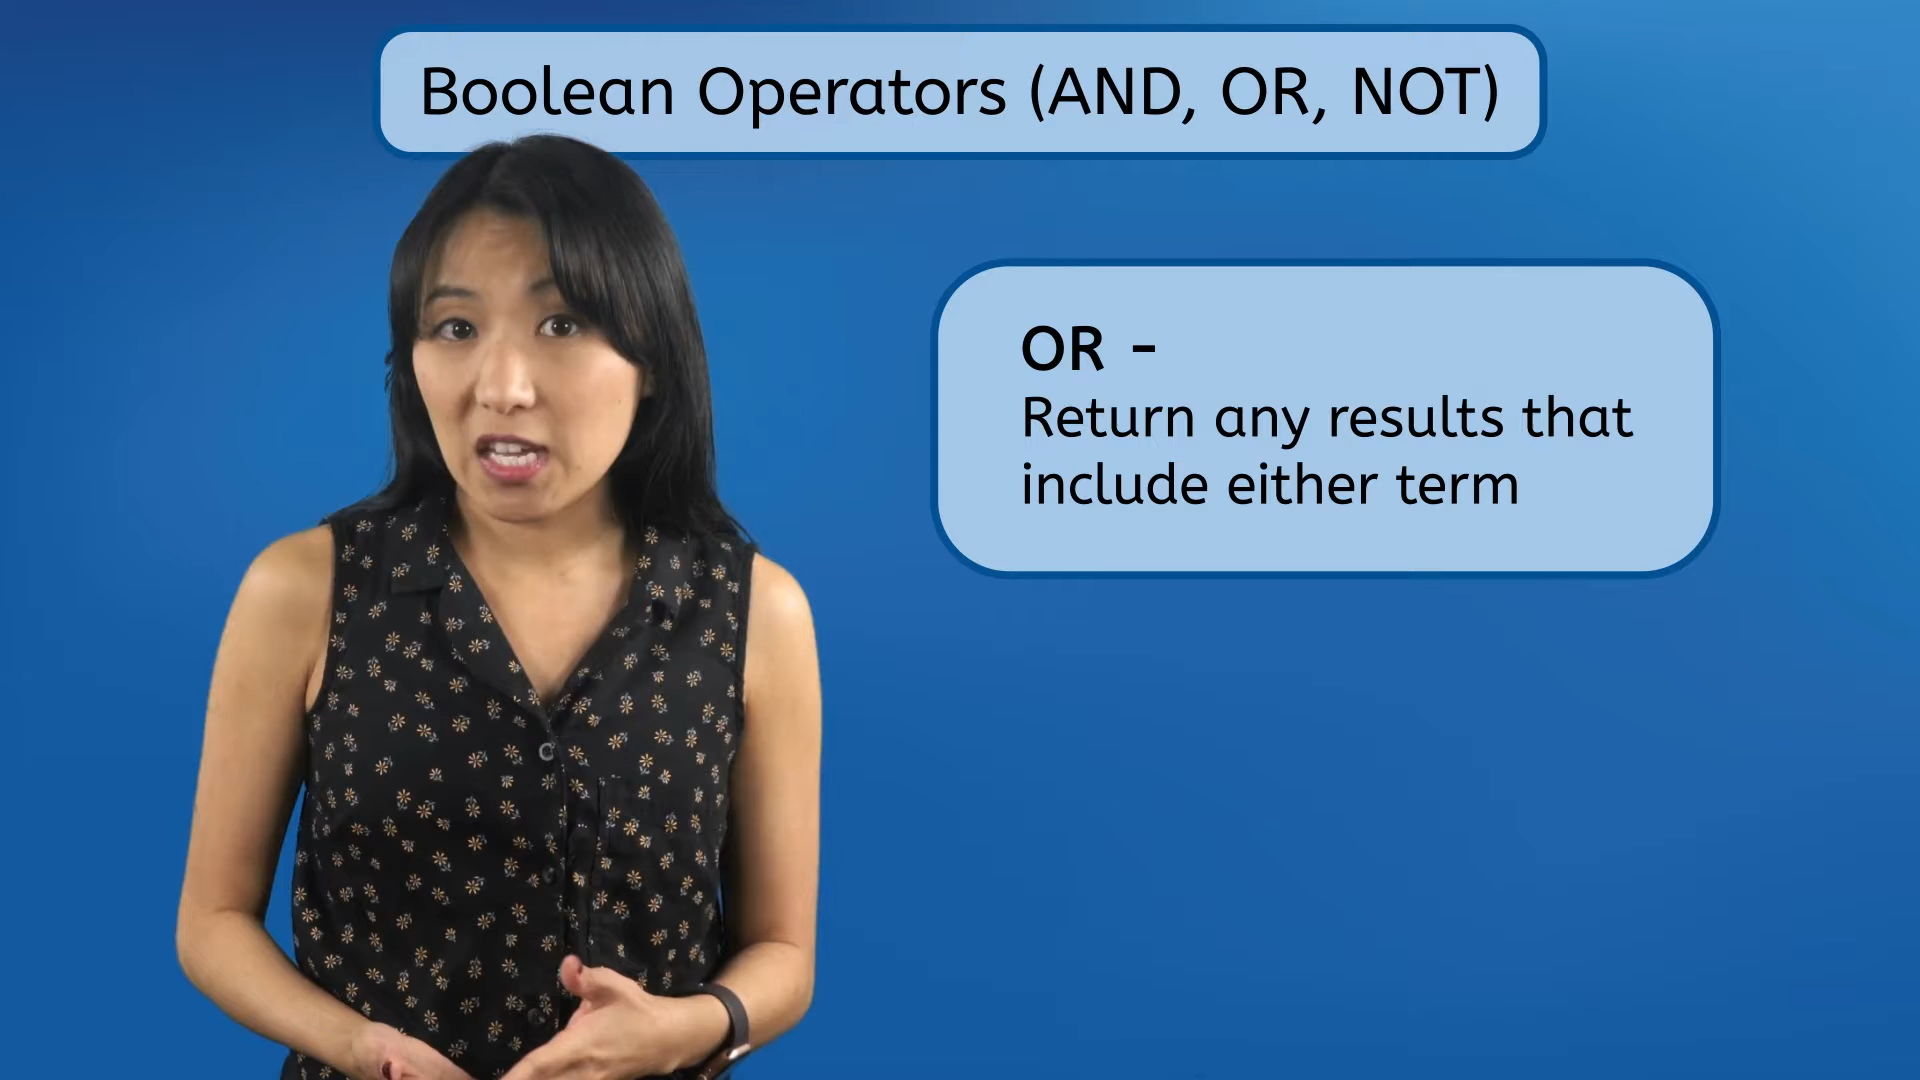 Boolean Operators (AND, OR, NOT)
OR -
Return any results that
include either term